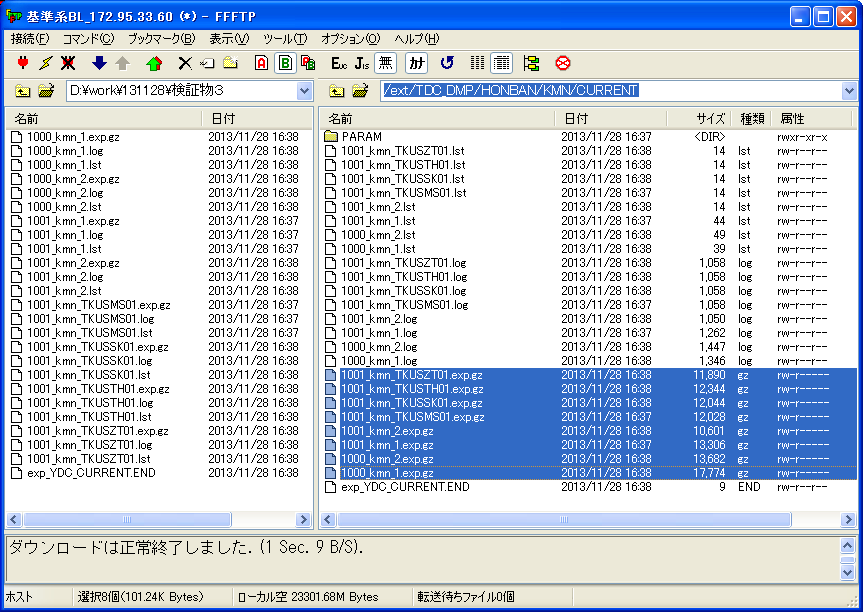 基準系BL_172.95.33.60 (*) - FFFTP
接続(F) コマンド(C) ブックマーク(B) 表示(V) ツール(T) オプション(O) ヘルプ(H)
A B B EUC JIS 無 カナ
D:¥work¥131128¥検証物3 /ext/TDC_DMP/HONBAN/KMN/CURRENT
名前 日付
1000_kmn_1.exp.gz 2013/11/28 16:38
1000_kmn_1.log 2013/11/28 16:38
1000_kmn_1.lst 2013/11/28 16:38
1000_kmn_2.exp.gz 2013/11/28 16:38
1000_kmn_2.log 2013/11/28 16:38
1000_kmn_2.lst 2013/11/28 16:38
1001_kmn_1.exp.gz 2013/11/28 16:37
1001_kmn_1.log 2013/11/28 16:37
1001_kmn_1.lst 2013/11/28 16:37
1001_kmn_2.exp.gz 2013/11/28 16:38
1001_kmn_2.log 2013/11/28 16:38
1001_kmn_2.lst 2013/11/28 16:38
1001_kmn_TKUSMS01.exp.gz 2013/11/28 16:37
1001_kmn_TKUSMS01.log 2013/11/28 16:37
1001_kmn_TKUSMS01.lst 2013/11/28 16:37
1001_kmn_TKUSSK01.exp.gz 2013/11/28 16:38
1001_kmn_TKUSSK01.log 2013/11/28 16:38
1001_kmn_TKUSSK01.lst 2013/11/28 16:38
1001_kmn_TKUSTH01.exp.gz 2013/11/28 16:38
1001_kmn_TKUSTH01.log 2013/11/28 16:38
1001_kmn_TKUSTH01.lst 2013/11/28 16:38
1001_kmn_TKUSZT01.exp.gz 2013/11/28 16:38
1001_kmn_TKUSZT01.log 2013/11/28 16:38
1001_kmn_TKUSZT01.lst 2013/11/28 16:38
exp_YDC_CURRENT.END 2013/11/28 16:38
名前 日付 サイズ 種類 属性
PARAM 2013/11/28 16:37 <DIR> rwxr-xr-x
1001_kmn_TKUSZT01.lst 2013/11/28 16:38 14 lst rw-r--r--
1001_kmn_TKUSTH01.lst 2013/11/28 16:38 14 lst rw-r--r--
1001_kmn_TKUSSK01.lst 2013/11/28 16:38 14 lst rw-r--r--
1001_kmn_TKUSMS01.lst 2013/11/28 16:37 14 lst rw-r--r--
1001_kmn_2.lst 2013/11/28 16:38 14 lst rw-r--r--
1001_kmn_1.lst 2013/11/28 16:37 44 lst rw-r--r--
1000_kmn_2.lst 2013/11/28 16:38 49 lst rw-r--r--
1000_kmn_1.lst 2013/11/28 16:38 39 lst rw-r--r--
1001_kmn_TKUSZT01.log 2013/11/28 16:38 1,058 log rw-r--r--
1001_kmn_TKUSTH01.log 2013/11/28 16:38 1,058 log rw-r--r--
1001_kmn_TKUSSK01.log 2013/11/28 16:38 1,058 log rw-r--r--
1001_kmn_TKUSMS01.log 2013/11/28 16:37 1,058 log rw-r--r--
1001_kmn_2.log 2013/11/28 16:38 1,050 log rw-r--r--
1001_kmn_1.log 2013/11/28 16:37 1,262 log rw-r--r--
1000_kmn_2.log 2013/11/28 16:38 1,447 log rw-r--r--
1000_kmn_1.log 2013/11/28 16:38 1,346 log rw-r--r--
1001_kmn_TKUSZT01.exp.gz 2013/11/28 16:38 11,890 gz rw-r-----
1001_kmn_TKUSTH01.exp.gz 2013/11/28 16:38 12,344 gz rw-r-----
1001_kmn_TKUSSK01.exp.gz 2013/11/28 16:38 12,044 gz rw-r-----
1001_kmn_TKUSMS01.exp.gz 2013/11/28 16:37 12,028 gz rw-r-----
1001_kmn_2.exp.gz 2013/11/28 16:38 10,601 gz rw-r-----
1001_kmn_1.exp.gz 2013/11/28 16:37 13,306 gz rw-r-----
1000_kmn_2.exp.gz 2013/11/28 16:38 13,682 gz rw-r-----
1000_kmn_1.exp.gz 2013/11/28 16:38 17,774 gz rw-r-----
exp_YDC_CURRENT.END 2013/11/28 16:38 9 END rw-r--r--
ダウンロードは正常終了しました. (1 Sec. 9 B/S).
ホスト 選択8個(101.24K Bytes) ローカル空 23301.68M Bytes 転送待ちファイル0個